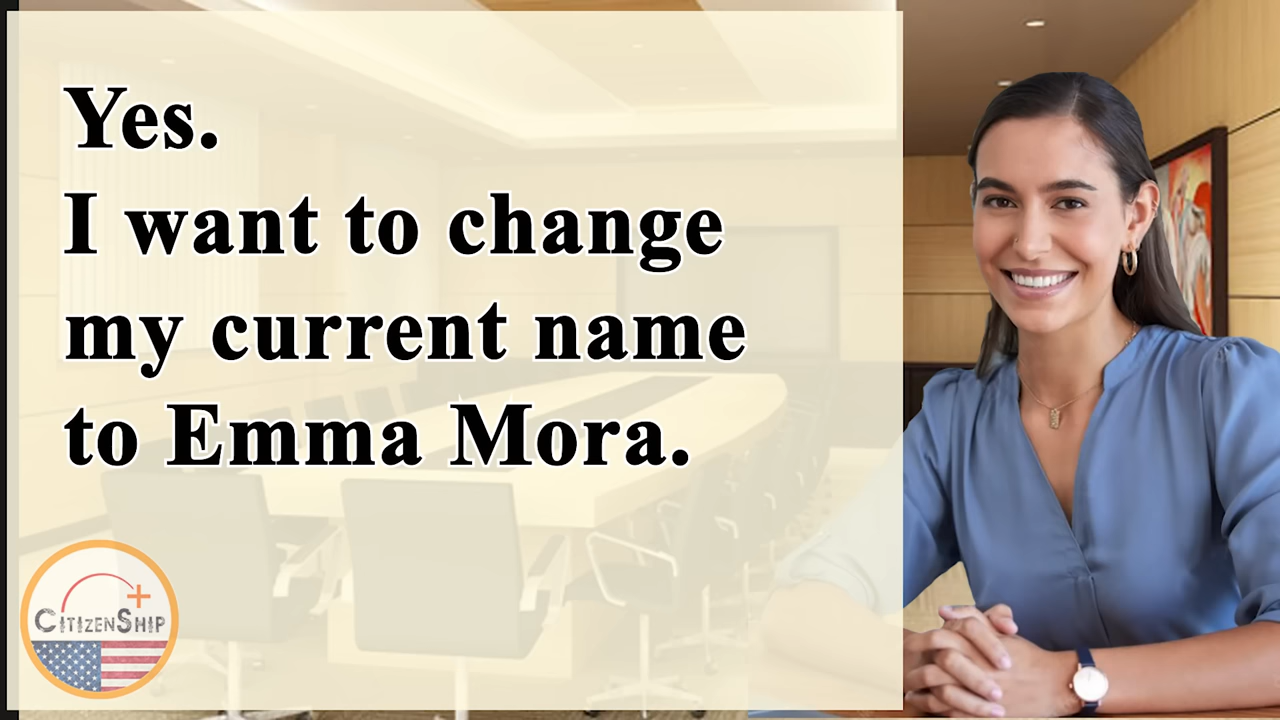 Yes.
I want to change
my current name
to Emma Mora.
CITIZENSHIP